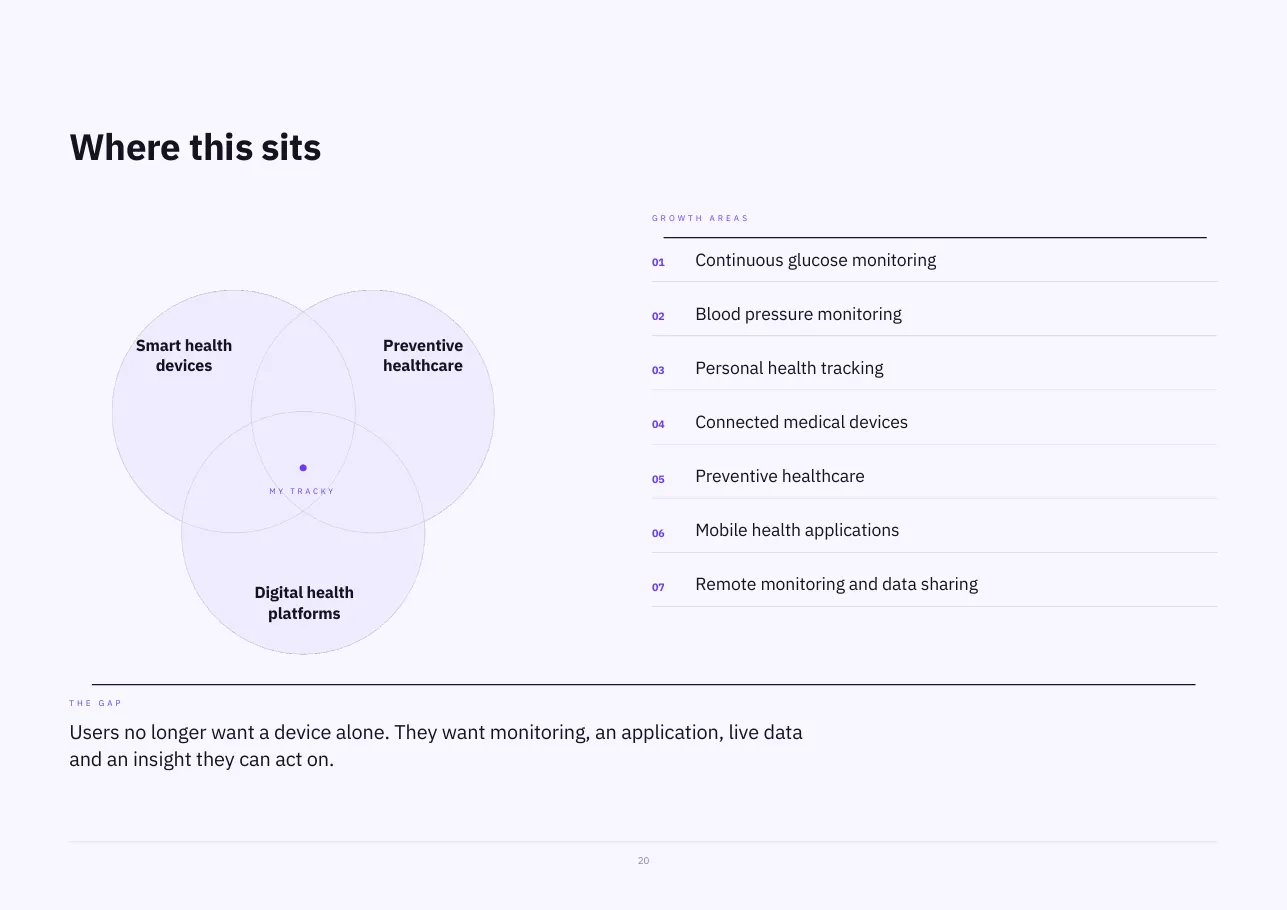 Where this sits
Smart health
devices
Preventive
healthcare
MY TRACKY
Digital health
platforms
GROWTH AREAS
01 Continuous glucose monitoring
02 Blood pressure monitoring
03 Personal health tracking
04 Connected medical devices
05 Preventive healthcare
06 Mobile health applications
07 Remote monitoring and data sharing
THE GAP
Users no longer want a device alone. They want monitoring, an application, live data
and an insight they can act on.
20